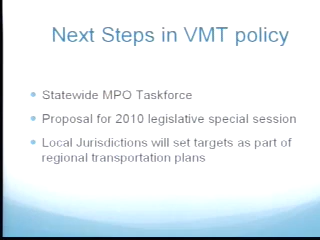 Next Steps in VMT policy
Statewide MPO Taskforce
Proposal for 2010 legislative special session
Local Jurisdictions will set targets as part of
regional transportation plans